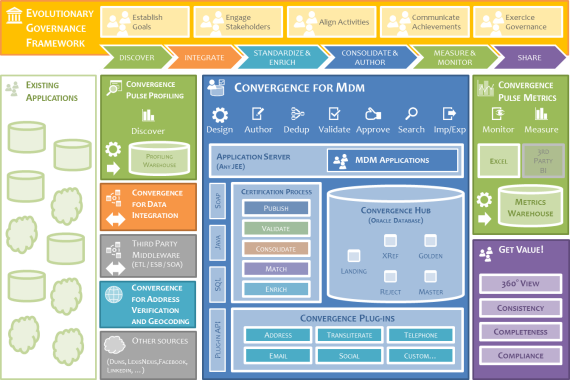 EVOLUTIONARY
GOVERNANCE
FRAMEWORK
Establish
Goals
Engage
Stakeholders
Align Activities
Communicate
Achievements
Exercice
Governance
DISCOVER
INTEGRATE
STANDARDIZE &
ENRICH
CONSOLIDATE &
AUTHOR
MEASURE &
MONITOR
SHARE
EXISTING
APPLICATIONS
CONVERGENCE
PULSE PROFILING
Discover
PROFILING
WAREHOUSE
CONVERGENCE
FOR DATA
INTEGRATION
THIRD PARTY
MIDDLEWARE
(ETL/ESB/SOA)
CONVERGENCE
FOR ADDRESS
VERIFICATION
AND GEOCODING
OTHER SOURCES
(DUNS, LEXISNEXIS,FACEBOOK,
LINKEDIN, ... )
CONVERGENCE FOR MDM
Design
Author
Dedup
Validate
Approve
Search
Imp/Exp
APPLICATION SERVER
(ANY JEE)
MDM APPLICATIONS
SOAP
JAVA
SQL
PLUG-IN API
CERTIFICATION PROCESS
PUBLISH
VALIDATE
CONSOLIDATE
MATCH
ENRICH
CONVERGENCE HUB
(ORACLE DATABASE)
LANDING
XREF
GOLDEN
REJECT
MASTER
CONVERGENCE PLUG-INS
ADDRESS
TRANSLITERATE
TELEPHONE
EMAIL
SOCIAL
CUSTOM...
CONVERGENCE
PULSE METRICS
Monitor
Measure
EXCEL
3RD
PARTY
BI
METRICS
WAREHOUSE
GET VALUE!
360° VIEW
CONSISTENCY
COMPLETENESS
COMPLIANCE